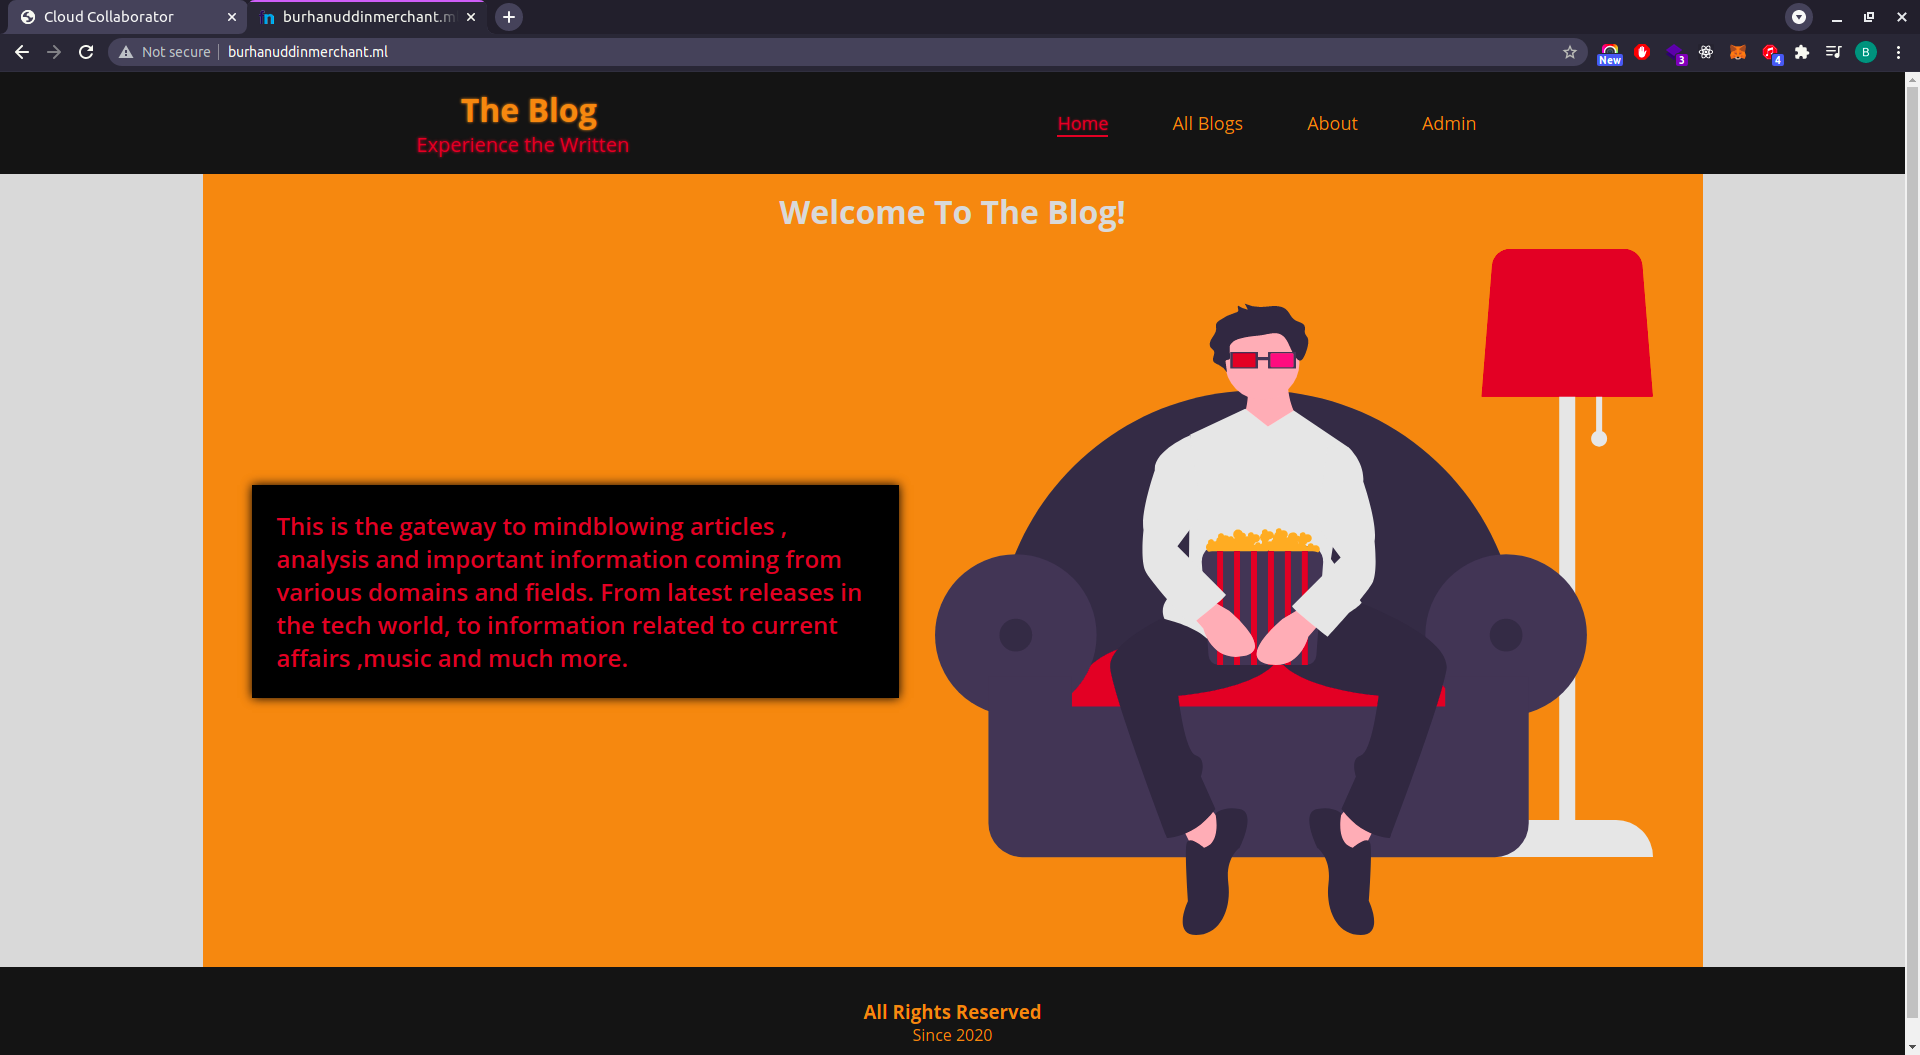 Cloud Collaborator
burhanuddinmerchant.m
Not secure
burhanuddinmerchant.ml
New
3
4
B
The Blog
Experience the Written
Home
All Blogs
About
Admin
Welcome To The Blog!
This is the gateway to mindblowing articles ,
analysis and important information coming from
various domains and fields. From latest releases in
the tech world, to information related to current
affairs ,music and much more.
All Rights Reserved
Since 2020